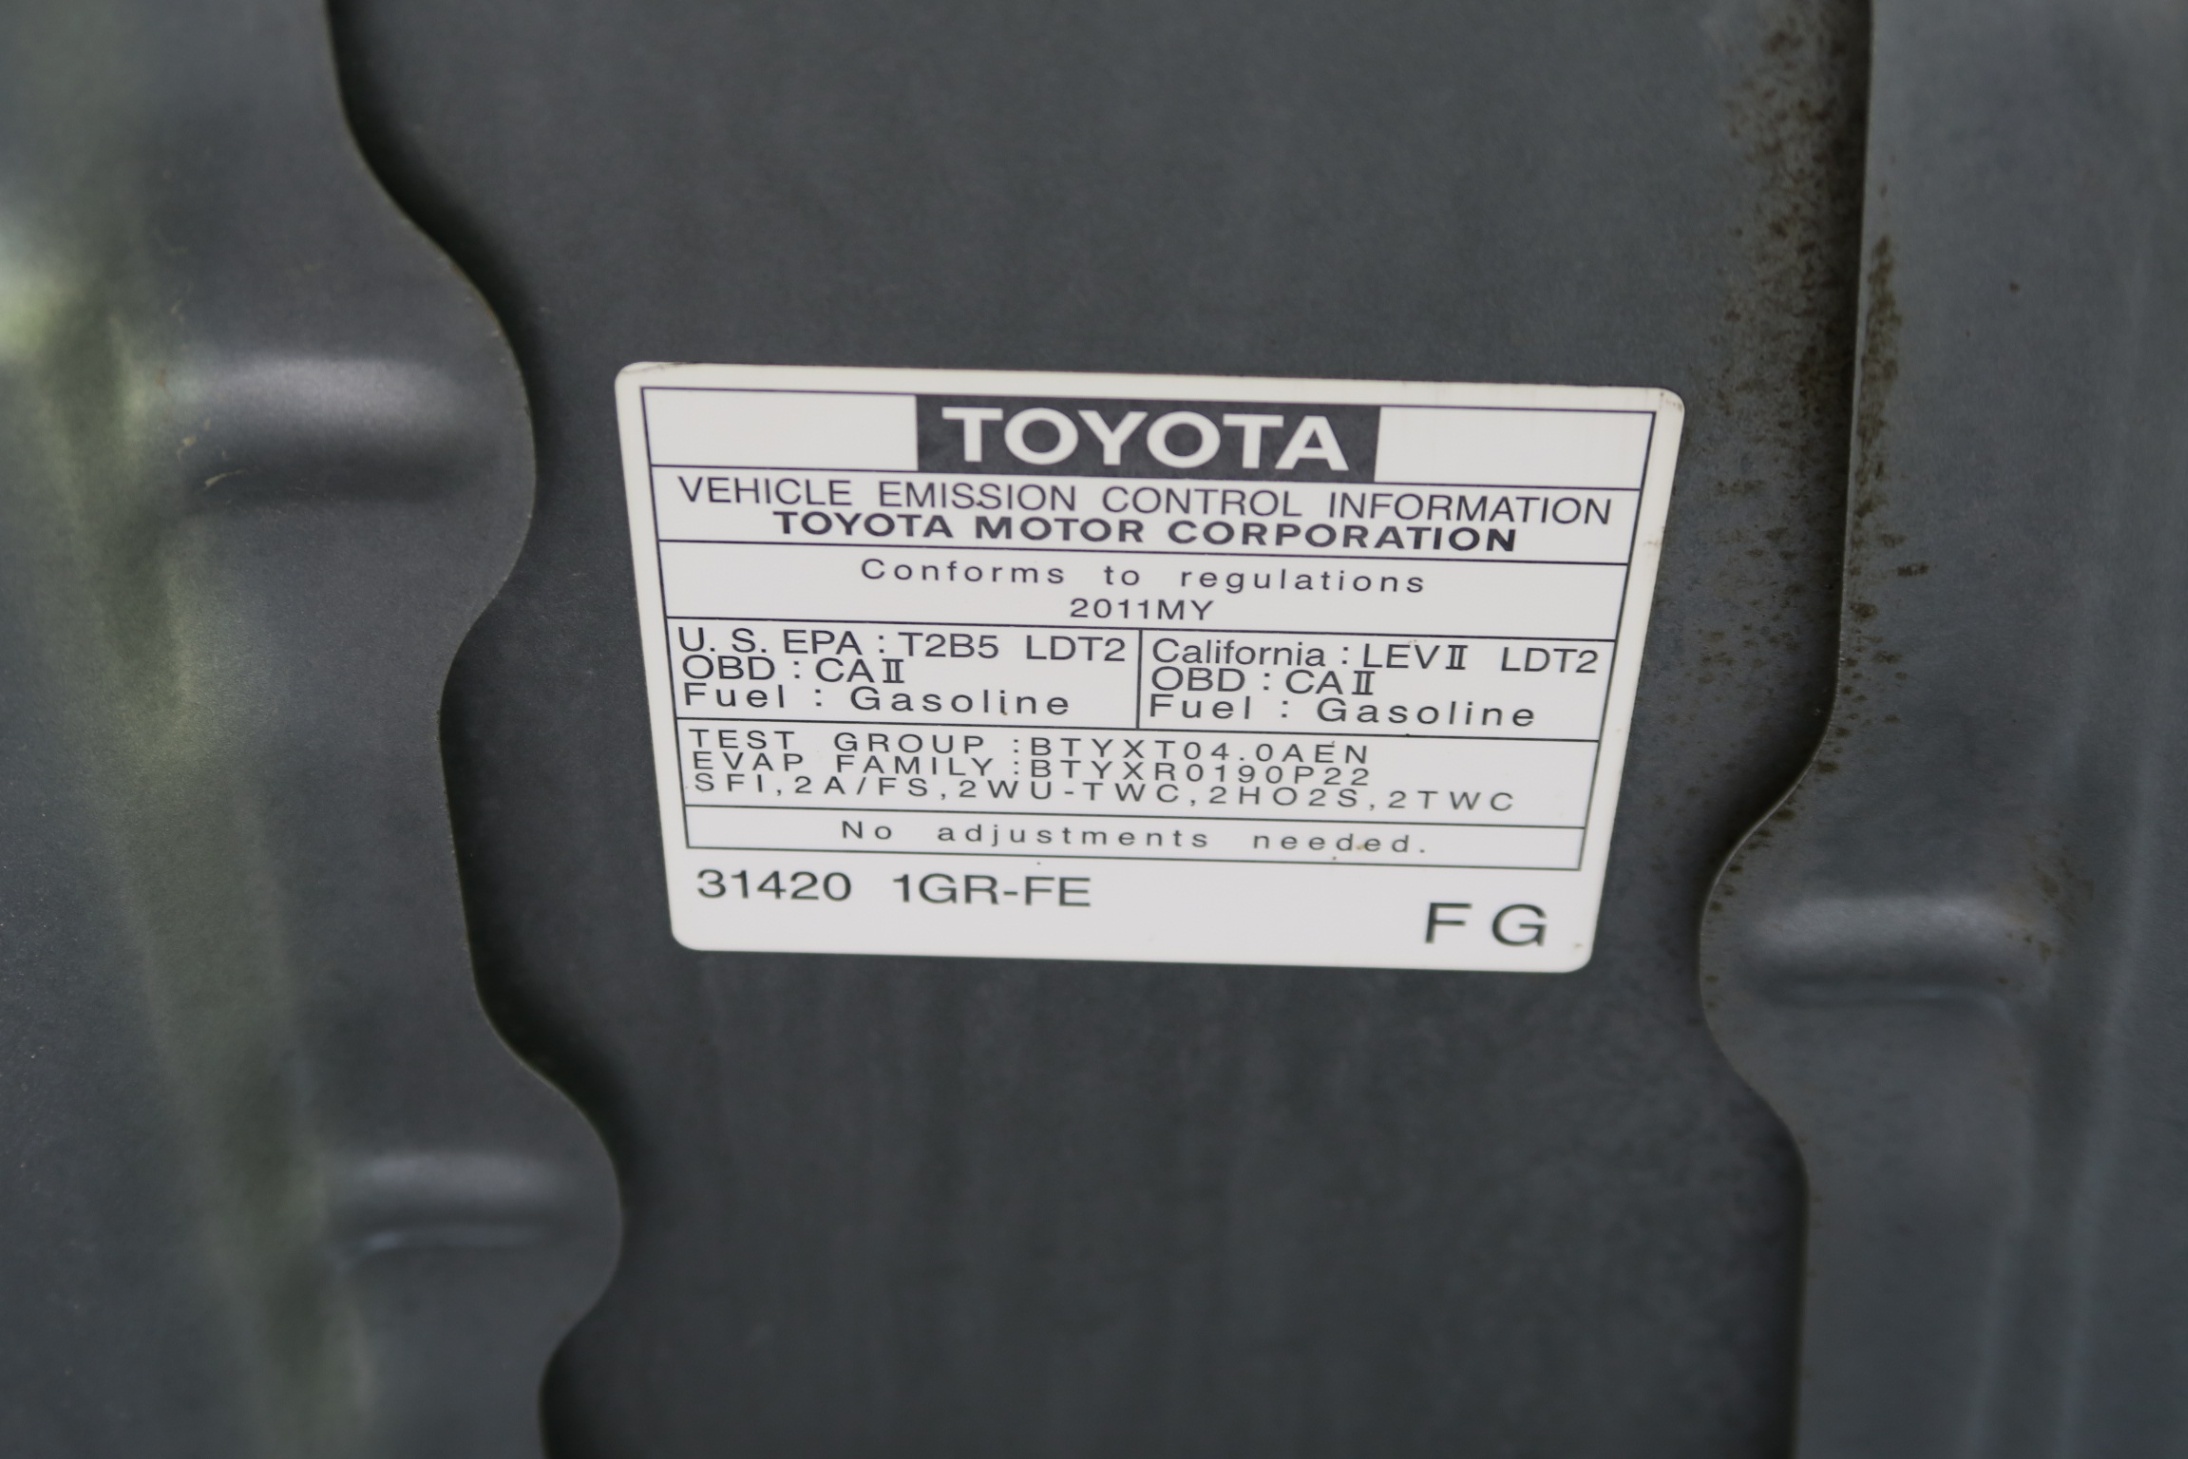 TOYOTA
VEHICLE EMISSION CONTROL INFORMATION
TOYOTA MOTOR CORPORATION
Conforms to regulations
2011MY
U. S. EPA : T2B5 LDT2
OBD : CAⅡ
Fuel : Gasoline
California : LEVⅡ LDT2
OBD : CAⅡ
Fuel : Gasoline
TEST GROUP :BTYXT04.0AEN
EVAP FAMILY :BTYXR0190P22
SFI,2A/FS,2WU-TWC,2HO2S,2TWC
No adjustments needed.
31420 1GR-FE
FG